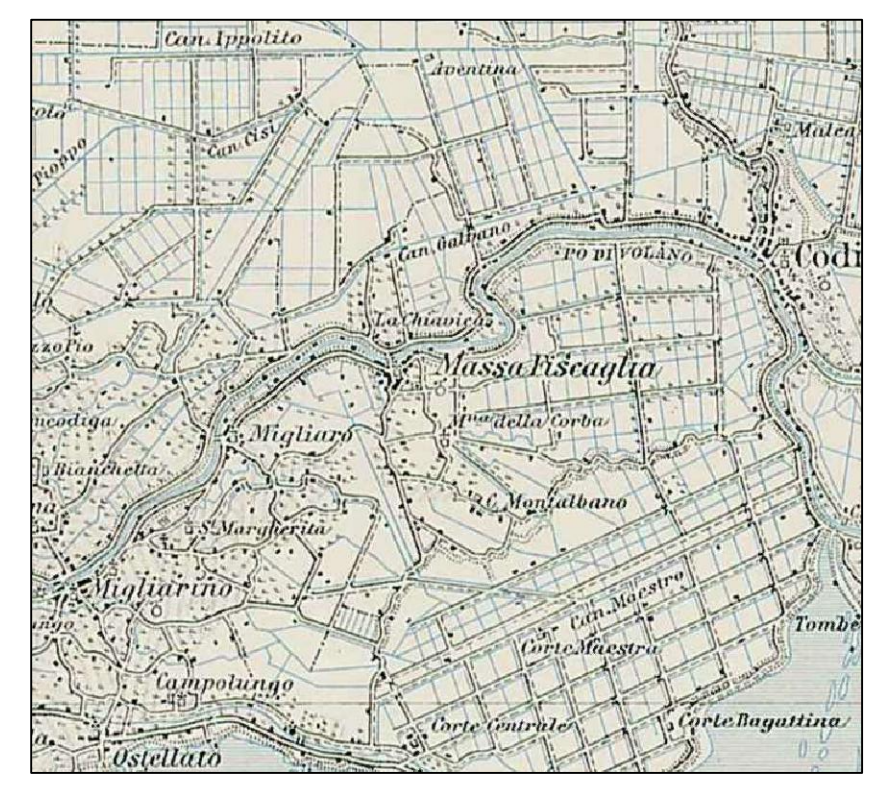 Can. Ippolito
Aventina
Malea
Can. Cisi
Pioppo
Can. Galvano
PO DI VOLANO
Codi
La Chiavica
Massa Fiscaglia
Migliaro
Mna della Corba
Bianchetta
C. Montalbano
S. Margherita
Migliarino
Can. Maestro
Corte Maestra
Tombe
Campolungo
Corte Centrale
Corte Bagattina
Ostellato